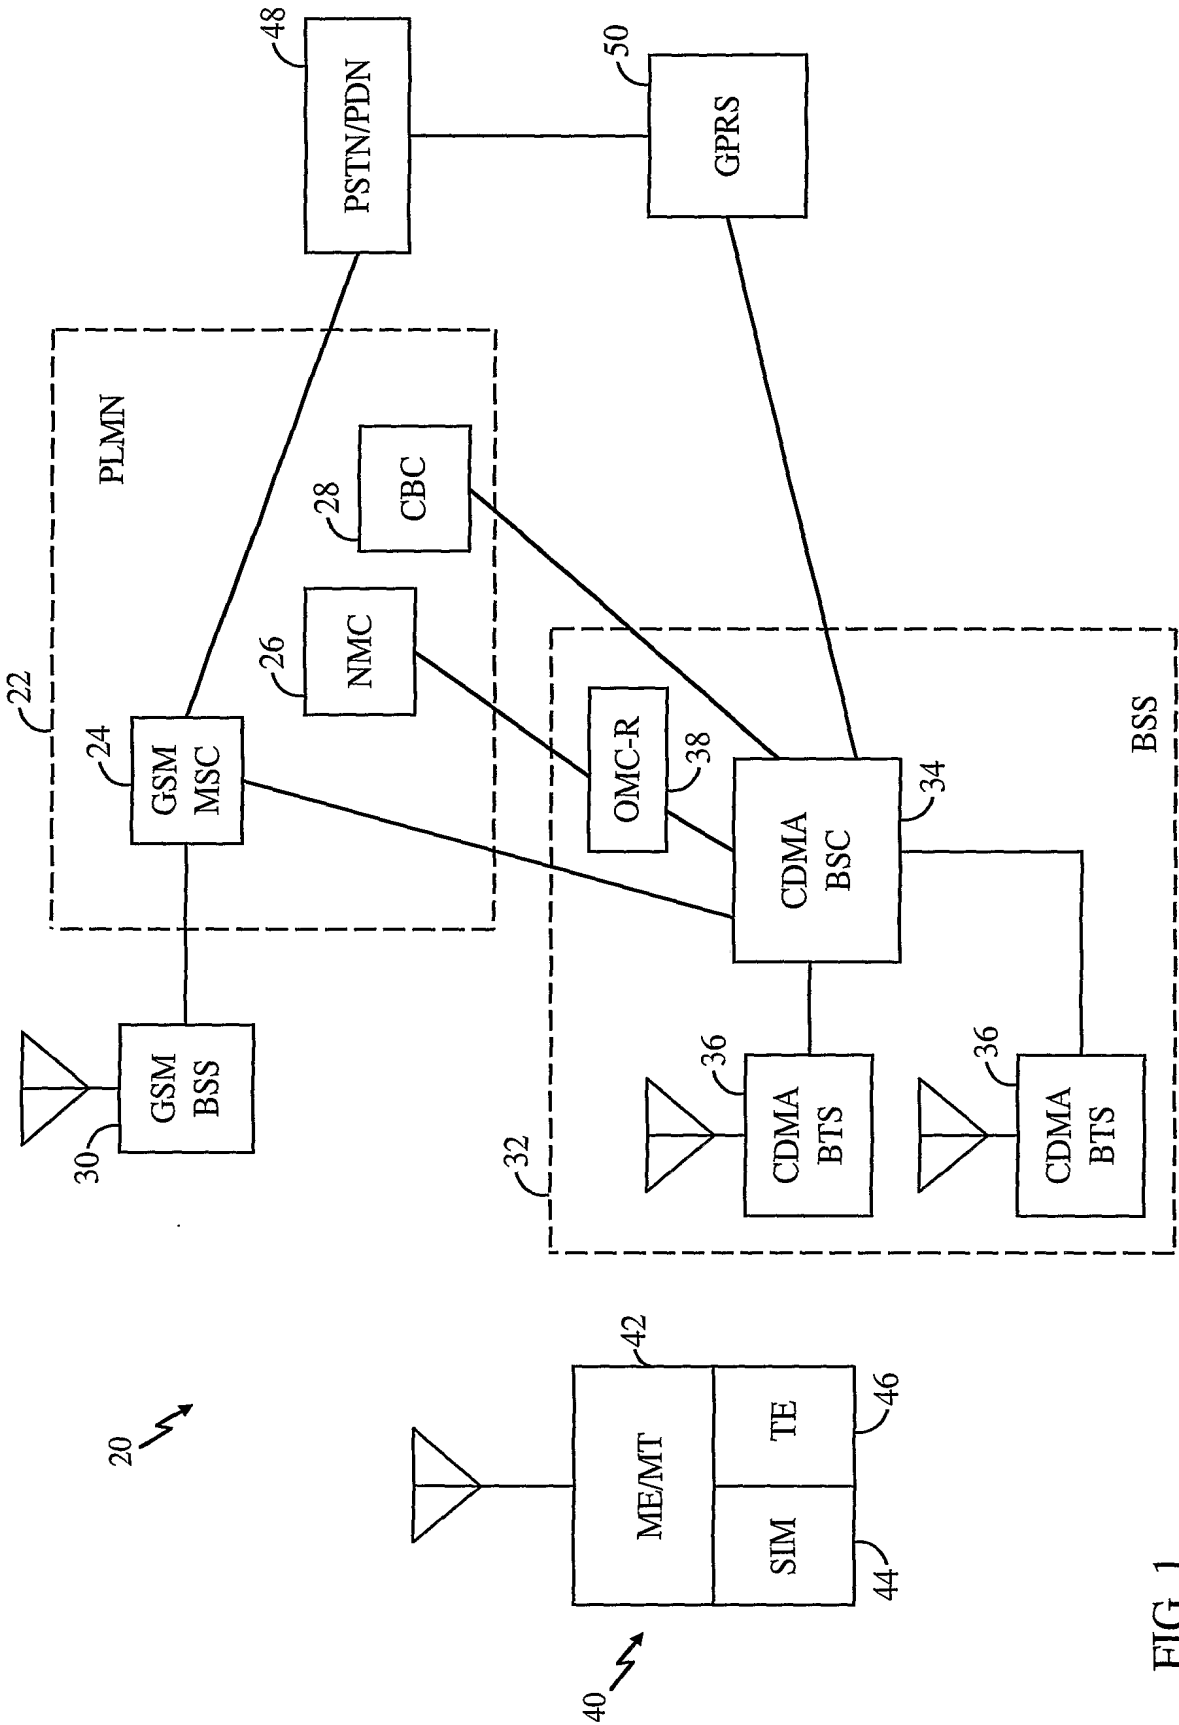 20
40
ME/MT
42
SIM
44
TE
46
30
GSM
BSS
22
24
GSM
MSC
PLMN
26
NMC
28
CBC
48
PSTN/PDN
50
GPRS
32
OMC-R
38
CDMA
BSC
34
36
CDMA
BTS
36
CDMA
BTS
BSS
FIG. 1